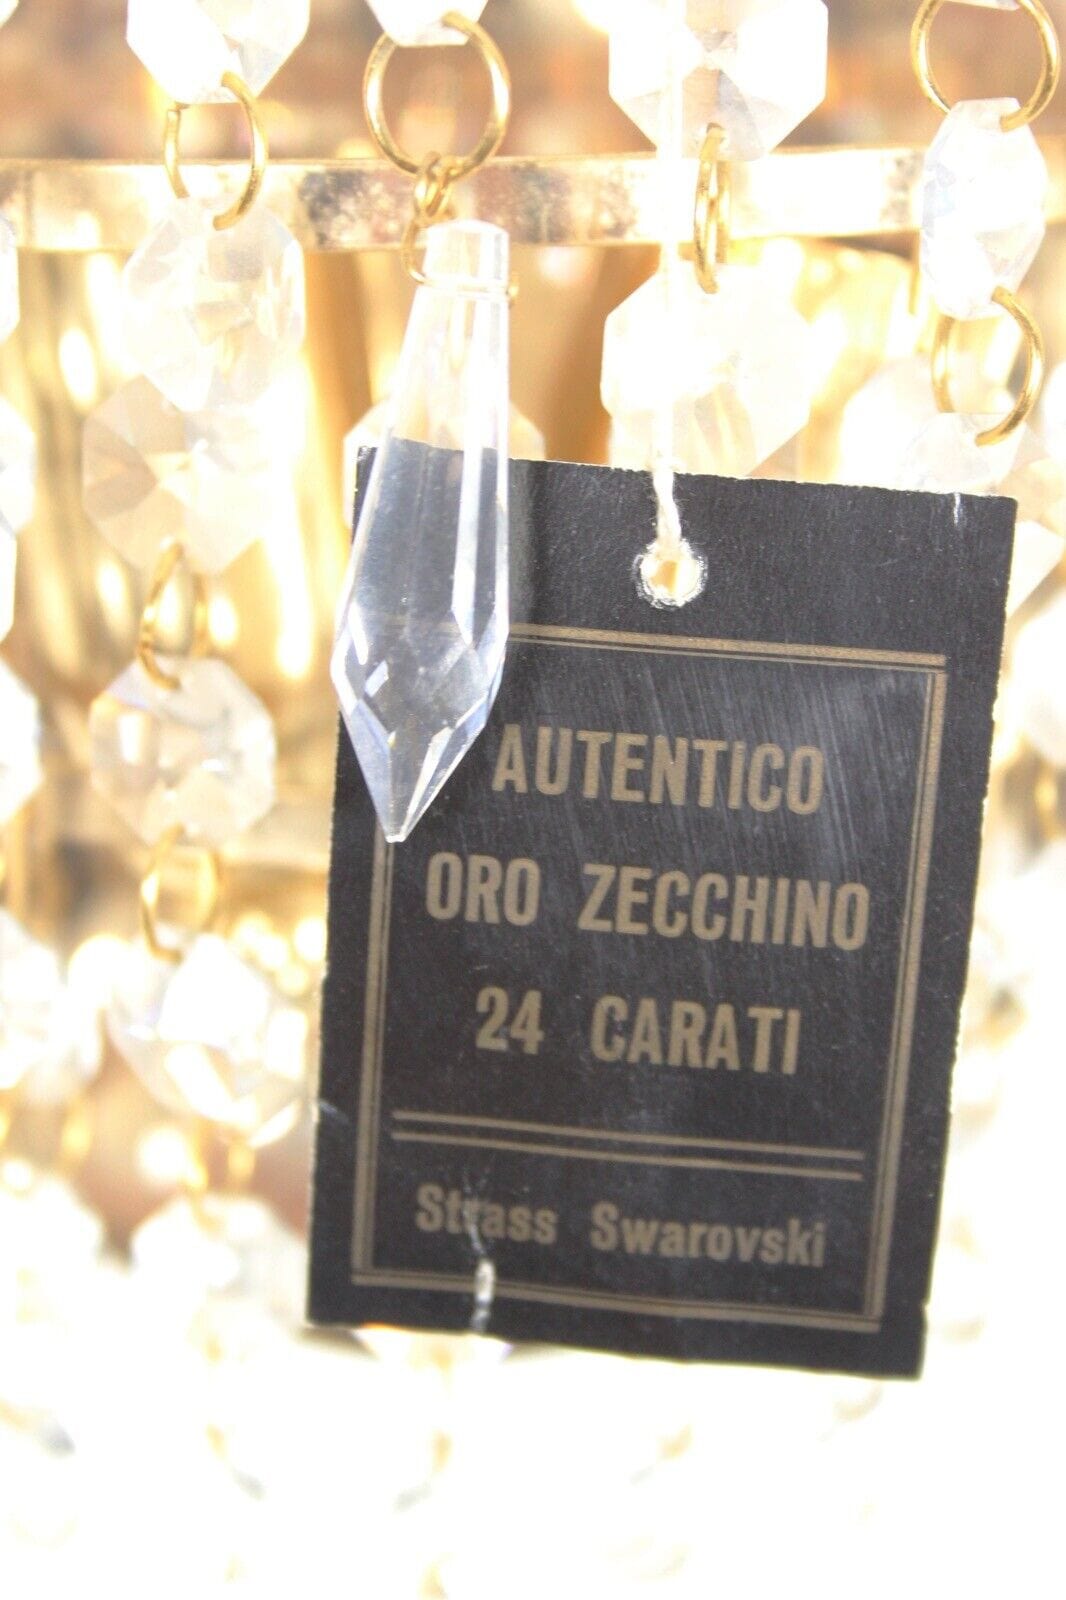 AUTENTICO
ORO ZECCHINO
24 CARATI
Strass Swarovski